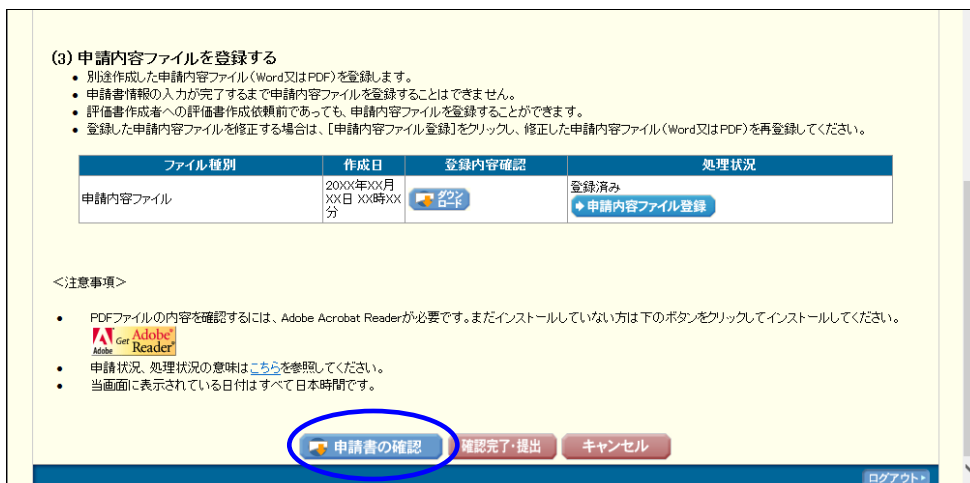 (3) 申請内容ファイルを登録する
• 別途作成した申請内容ファイル(Word又はPDF)を登録します。
• 申請書情報の入力が完了するまで申請内容ファイルを登録することはできません。
• 評価書作成者への評価書作成依頼前であっても、申請内容ファイルを登録することができます。
• 登録した申請内容ファイルを修正する場合は、[申請内容ファイル登録]をクリックし、修正した申請内容ファイル(Word又はPDF)を再登録してください。
ファイル種別 作成日 登録内容確認 処理状況
申請内容ファイル
20XX年XX月
XX日 XX時XX
分
ダウン
ロード
登録済み
申請内容ファイル登録
<注意事項>
• PDFファイルの内容を確認するには、Adobe Acrobat Readerが必要です。まだインストールしていない方は下のボタンをクリックしてインストールしてください。
Adobe Get Adobe® Reader®
• 申請状況、処理状況の意味はこちらを参照してください。
• 当画面に表示されている日付はすべて日本時間です。
申請書の確認 確認完了・提出 キャンセル
ログアウト